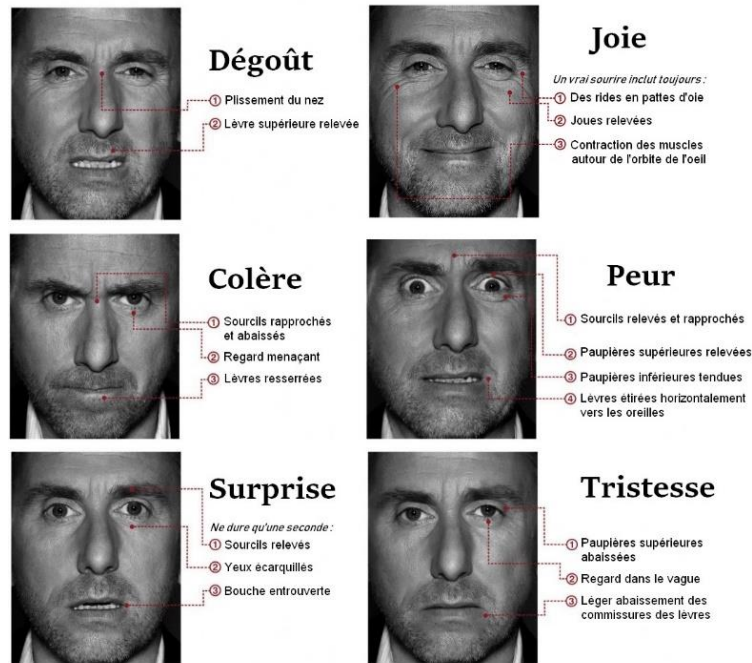 Dégoût
① Plissement du nez
② Lèvre supérieure relevée
Joie
Un vrai sourire inclut toujours :
① Des rides en pattes d'oie
② Joues relevées
③ Contraction des muscles
autour de l'orbite de l'oeil
Colère
① Sourcils rapprochés
et abaissés
② Regard menaçant
③ Lèvres resserrées
Peur
① Sourcils relevés et rapprochés
② Paupières supérieures relevées
③ Paupières inférieures tendues
④ Lèvres étirées horizontalement
vers les oreilles
Surprise
Ne dure qu'une seconde :
① Sourcils relevés
② Yeux écarquillés
③ Bouche entrouverte
Tristesse
① Paupières supérieures
abaissées
② Regard dans le vague
③ Léger abaissement des
commissures des lèvres